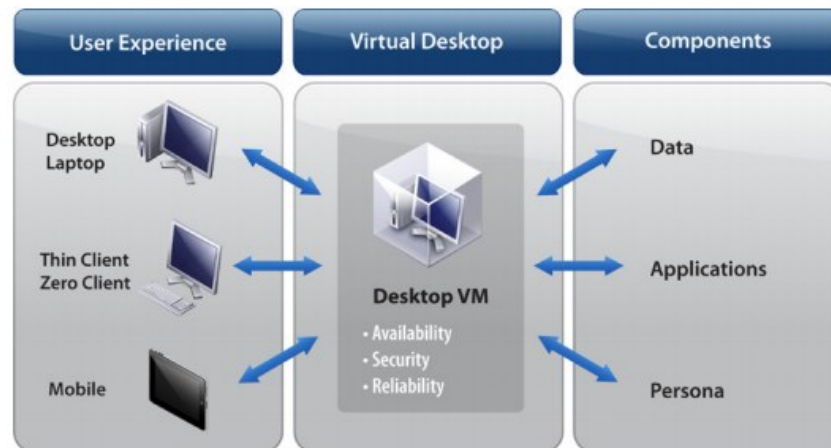 User Experience
Virtual Desktop
Components
Desktop
Laptop
Thin Client
Zero Client
Mobile
Desktop VM
• Availability
• Security
• Reliability
Data
Applications
Persona